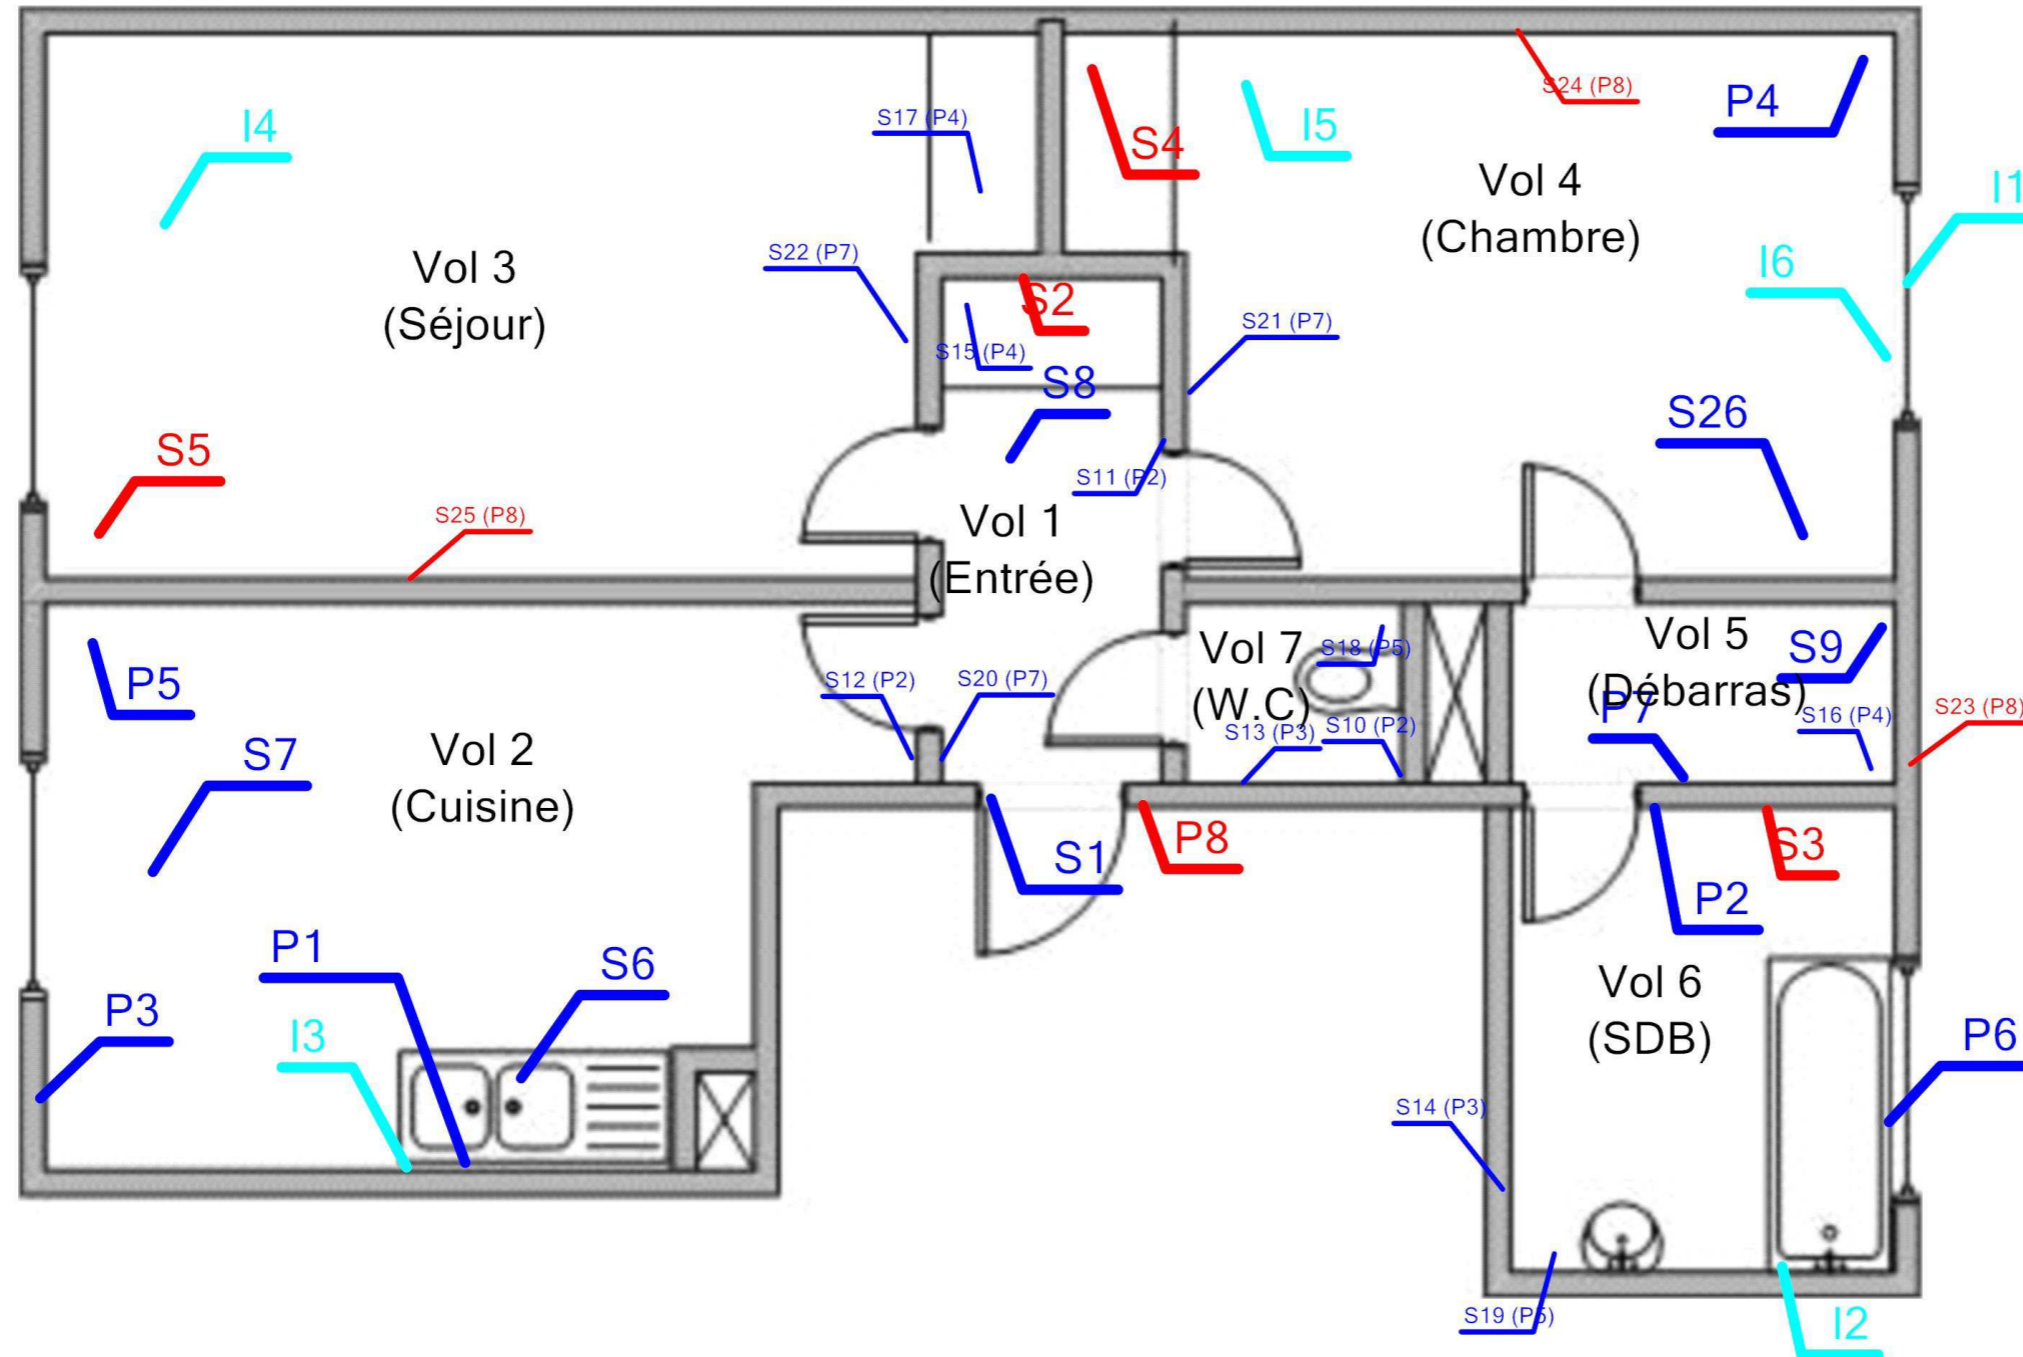 S24 (P8)
P4
S17 (P4)
I4
I5
S4
Vol 4
(Chambre)
I1
S22 (P7)
Vol 3
(Séjour)
I6
S2
S21 (P7)
S15 (P4)
S8
S26
S5
S11 (P2)
S25 (P8)
Vol 1
(Entrée)
Vol 7
(W.C)
S18 (P5)
Vol 5
(Débarras)
S9
P5
S12 (P2)
S20 (P7)
P7
S16 (P4)
S23 (P8)
S13 (P3)
S10 (P2)
S7
Vol 2
(Cuisine)
S1
P8
S3
P2
P1
S6
Vol 6
(SDB)
P3
I3
P6
S14 (P3)
S19 (P5)
I2